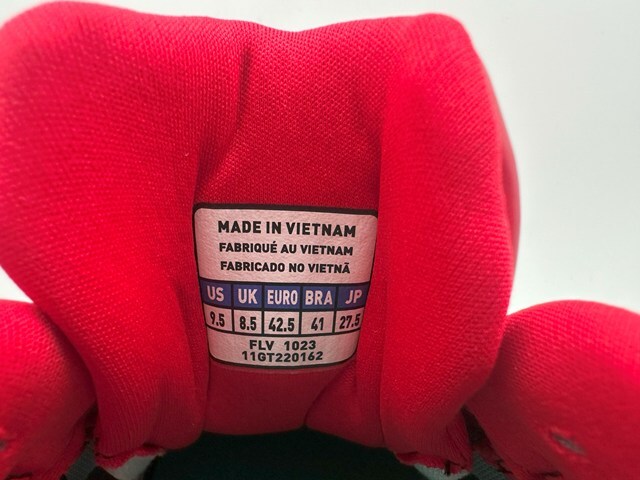 MADE IN VIETNAM
FABRIQUÉ AU VIETNAM
FABRICADO NO VIETNÃ
US UK EURO BRA JP
9.5 8.5 42.5 41 27.5
FLV 1023
11GT220162